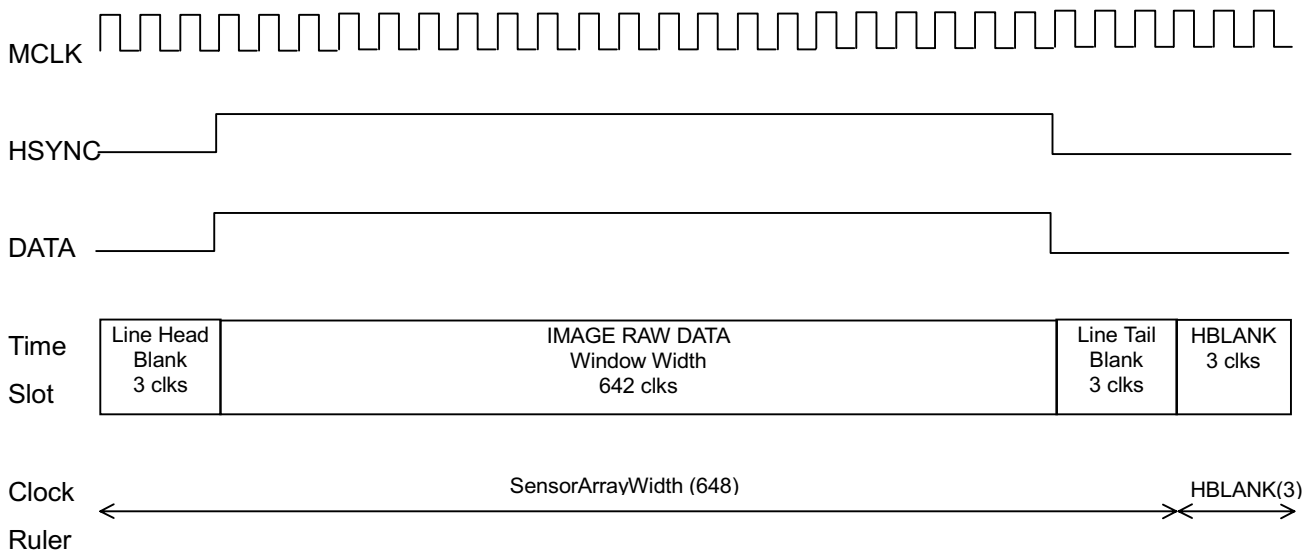 MCLK
HSYNC
DATA
Time
Slot
Line Head
Blank
3 clks
IMAGE RAW DATA
Window Width
642 clks
Line Tail
Blank
3 clks
HBLANK
3 clks
Clock
Ruler
SensorArrayWidth (648)
HBLANK(3)